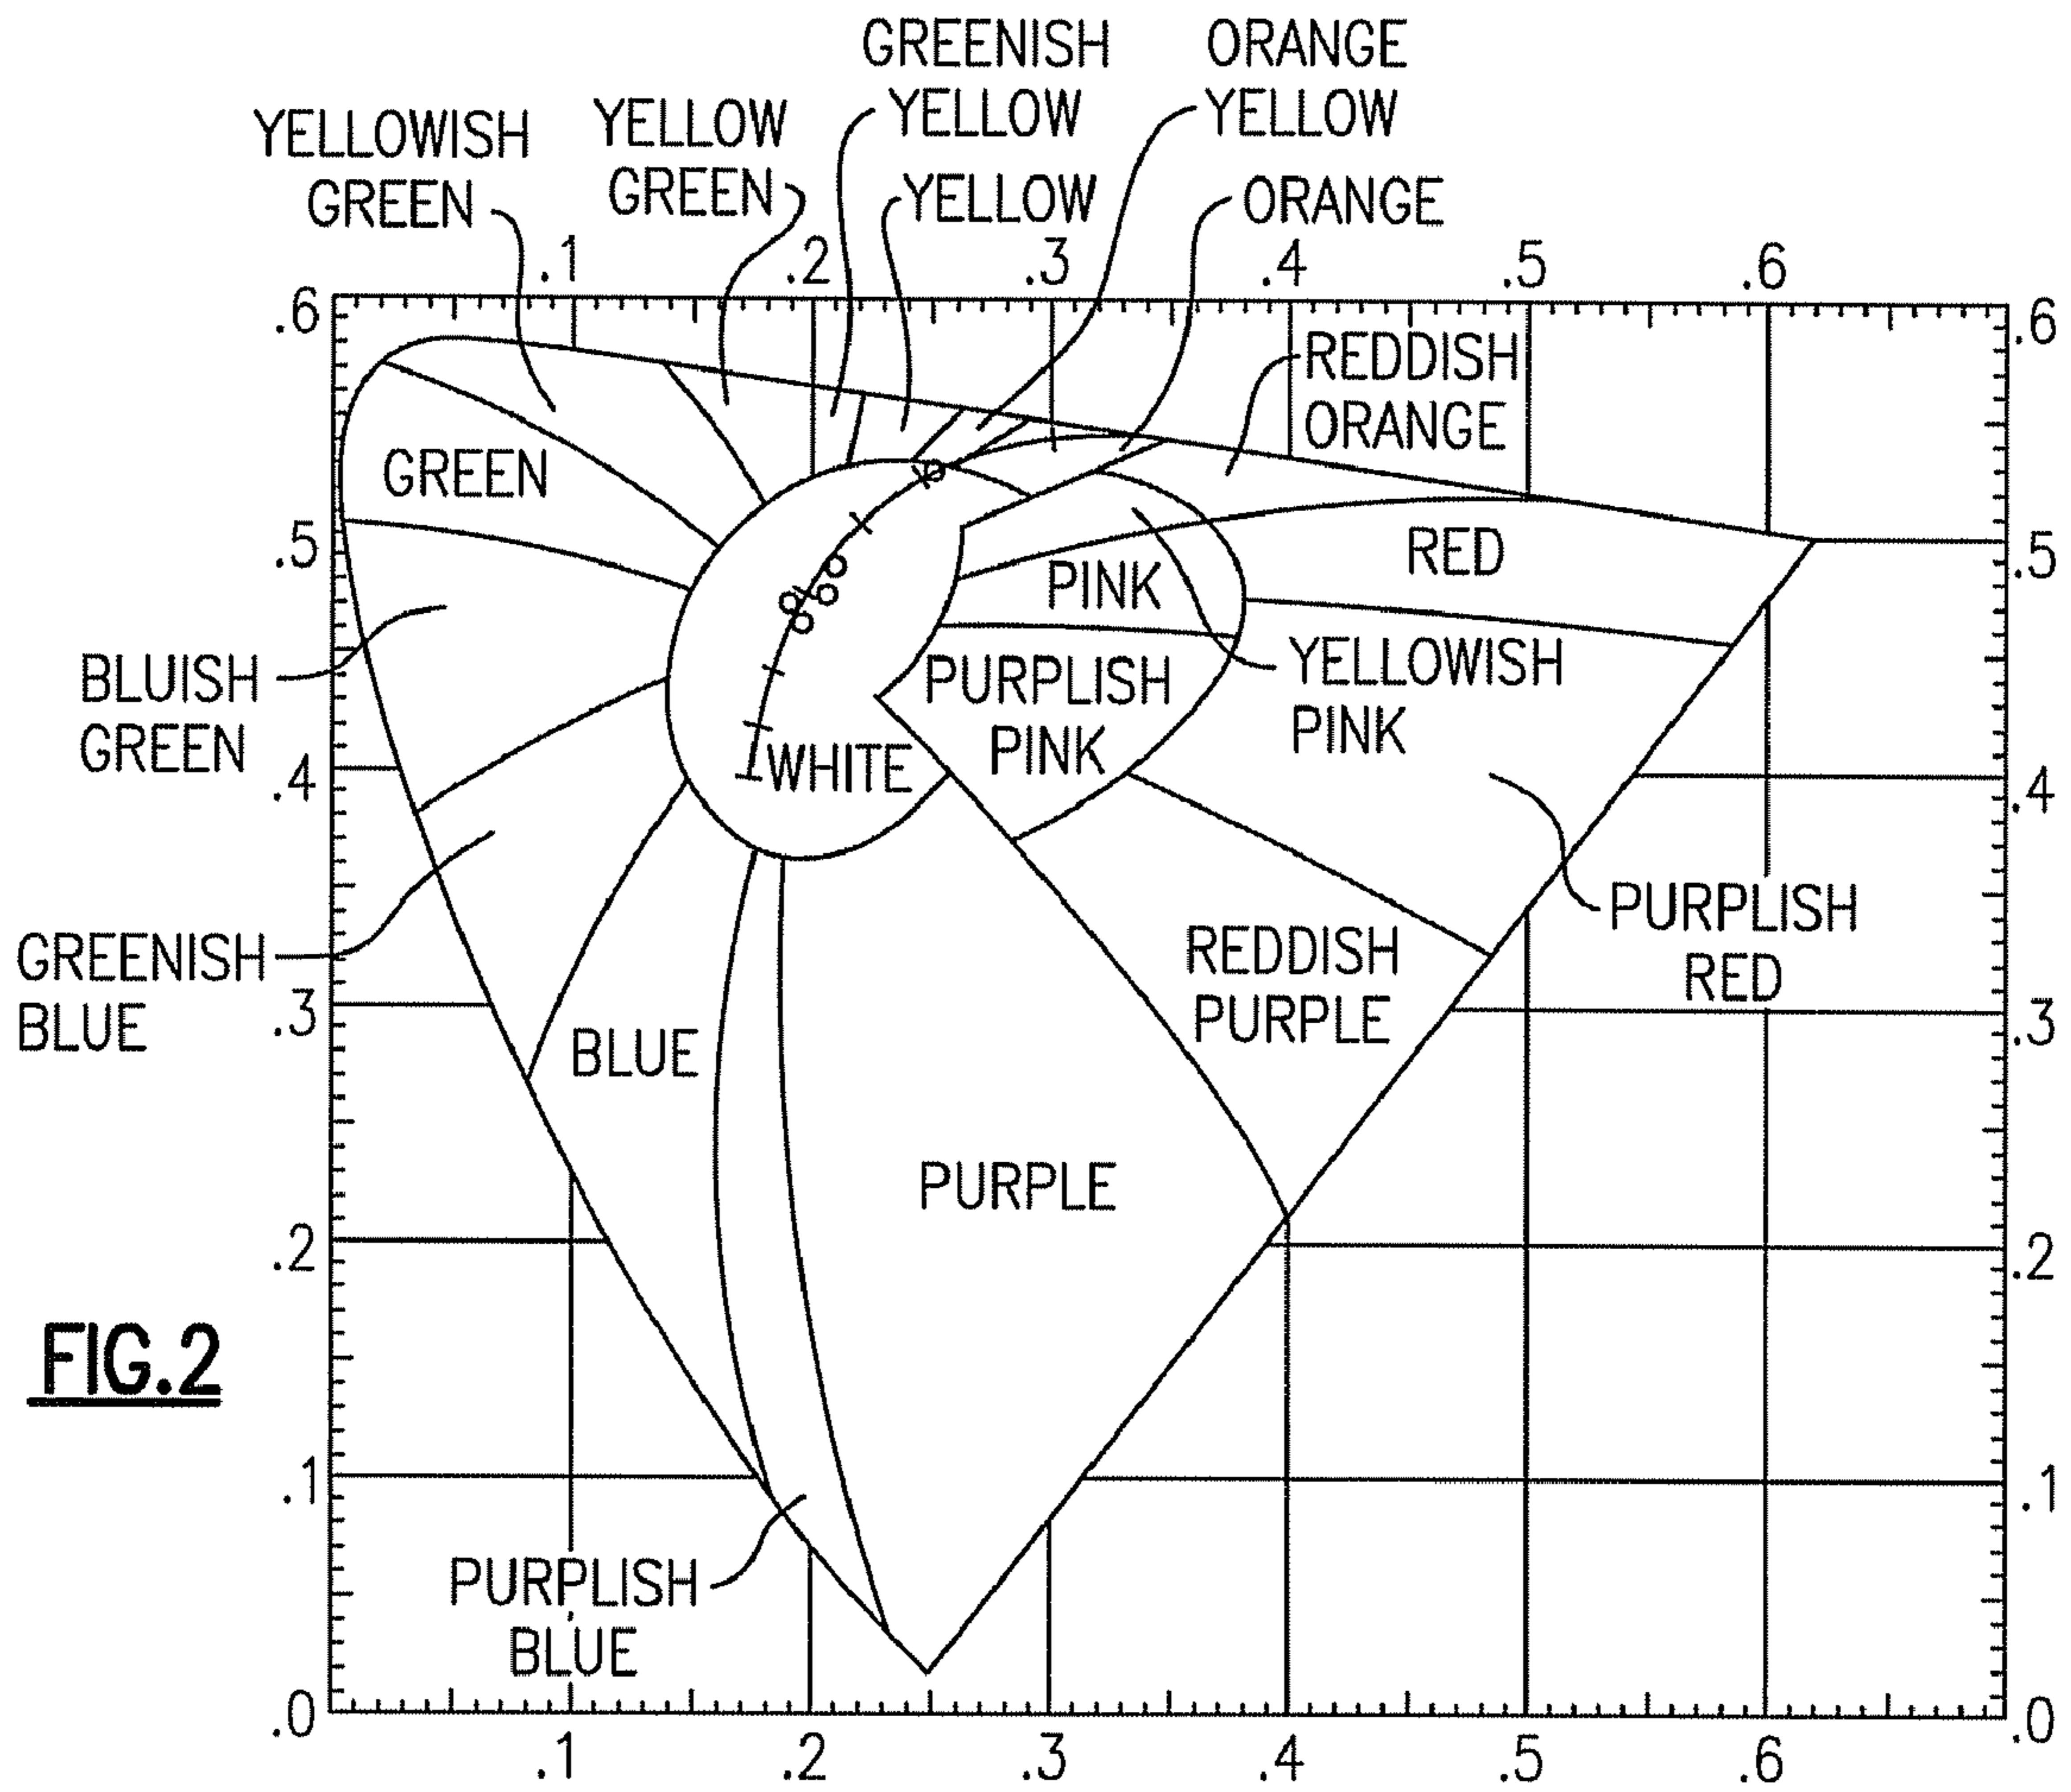 GREENISH
YELLOW
ORANGE
YELLOW
YELLOWISH
GREEN
YELLOW
GREEN
YELLOW
ORANGE
.1 .2 .3 .4 .5 .6
.6 .6
REDDISH
ORANGE
GREEN
.5 .5
RED
PINK
BLUISH
GREEN
PURPLISH
PINK
YELLOWISH
PINK
WHITE
.4 .4
PURPLISH
RED
GREENISH
BLUE
REDDISH
PURPLE
.3 .3
BLUE
PURPLE
.2 .2
FIG.2
.1 .1
PURPLISH
BLUE
.0 .0
.1 .2 .3 .4 .5 .6